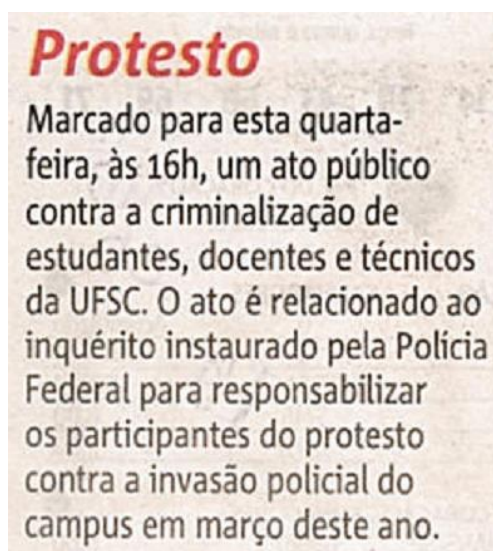 Protesto
Marcado para esta quarta-
feira, às 16h, um ato público
contra a criminalização de
estudantes, docentes e técnicos
da UFSC. O ato é relacionado ao
inquérito instaurado pela Polícia
Federal para responsabilizar
os participantes do protesto
contra a invasão policial do
campus em março deste ano.